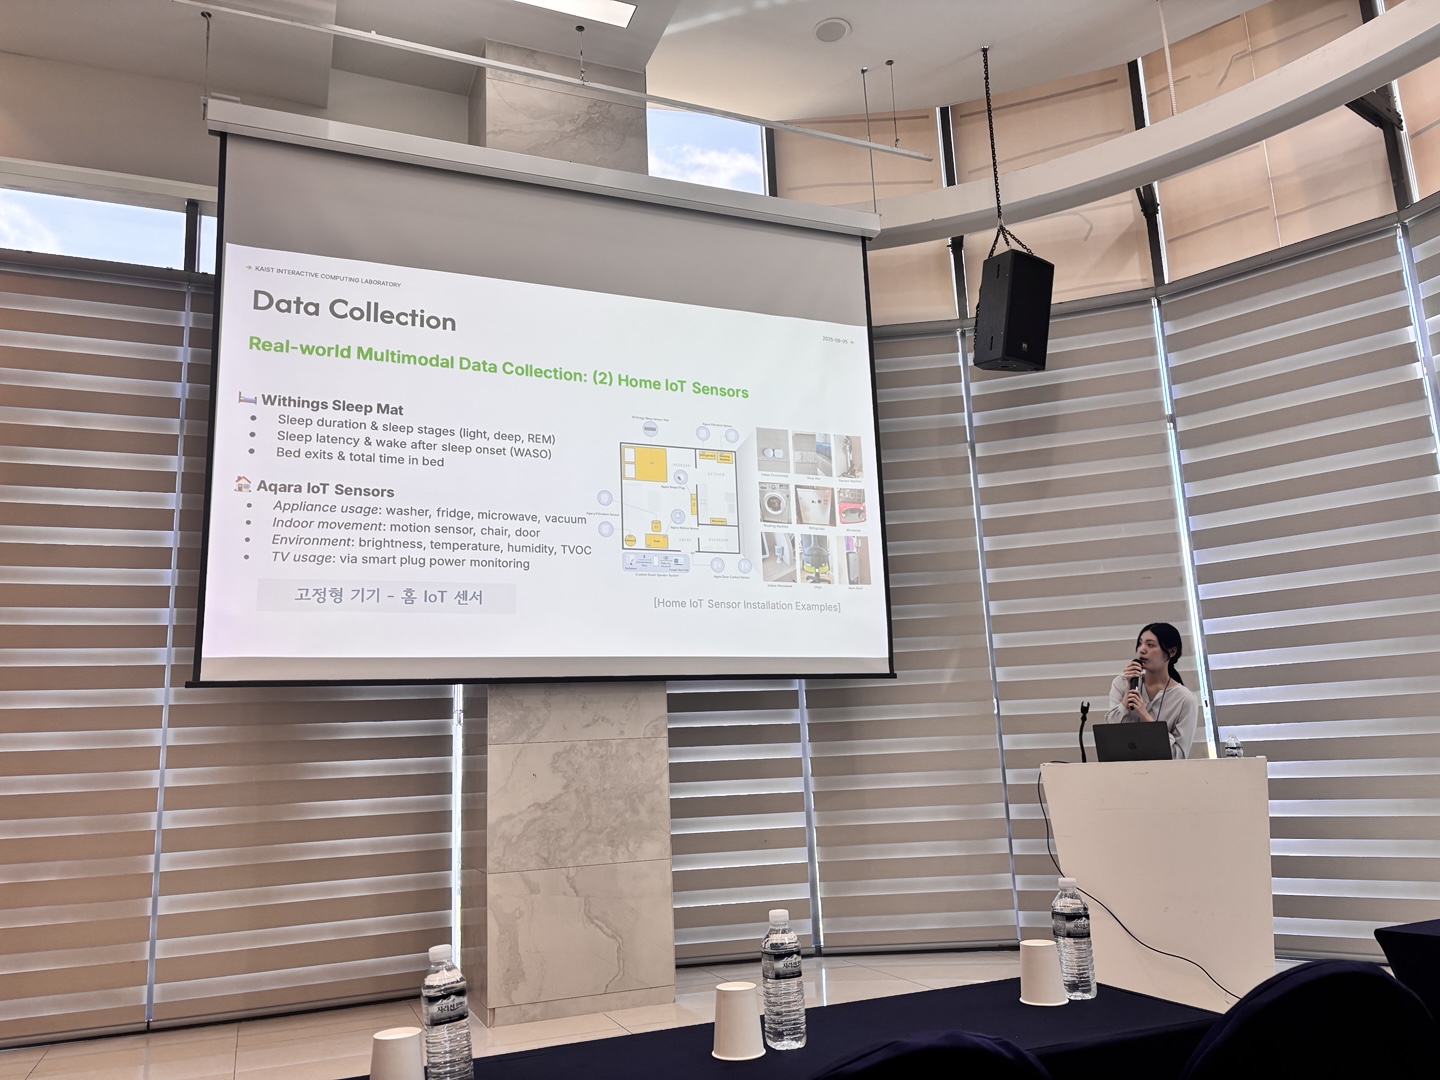 KAIST INTERACTIVE COMPUTING LABORATORY
Data Collection
Real-world Multimodal Data Collection: (2) Home IoT Sensors
Withings Sleep Mat
• Sleep duration & sleep stages (light, deep, REM)
• Sleep latency & wake after sleep onset (WASO)
• Bed exits & total time in bed
Aqara IoT Sensors
• Appliance usage: washer, fridge, microwave, vacuum
• Indoor movement: motion sensor, chair, door
• Environment: brightness, temperature, humidity, TVOC
• TV usage: via smart plug power monitoring
고정형 기기 - 홈 IoT 센서
[Home IoT Sensor Installation Examples]